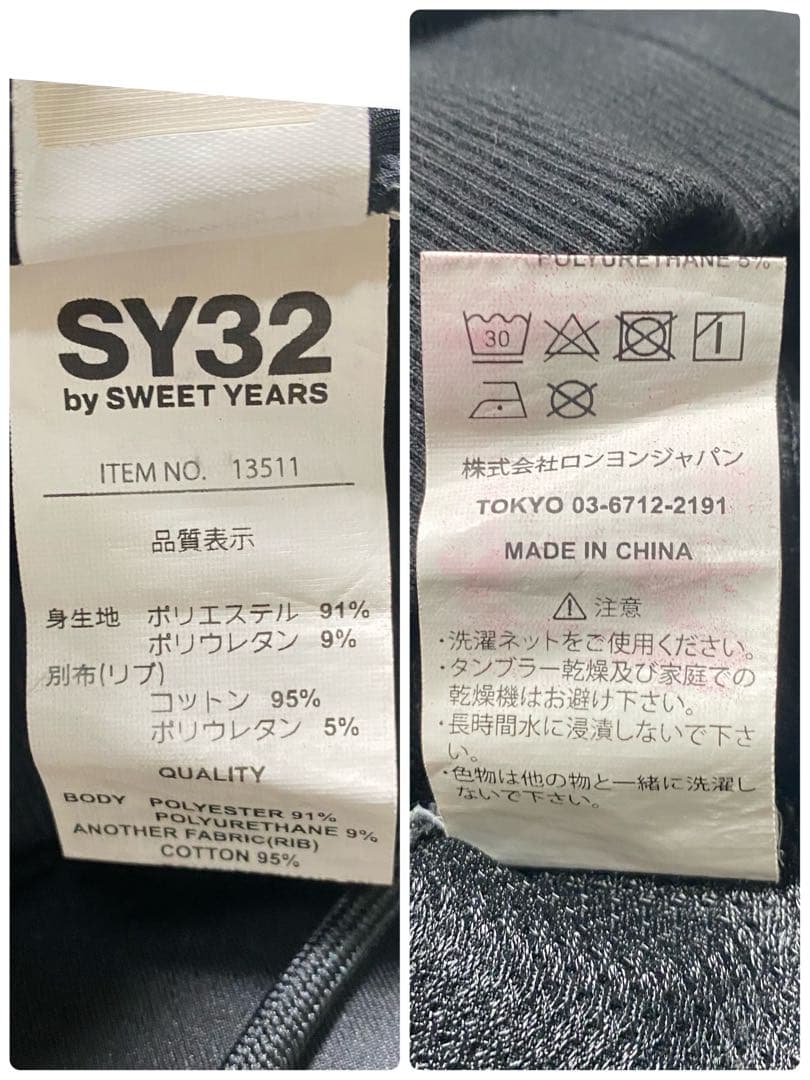 SY32
by SWEET YEARS
ITEM NO. 13511
品質表示
身生地 ポリエステル 91%
ポリウレタン 9%
別布(リブ)
コットン 95%
ポリウレタン 5%
QUALITY
BODY POLYESTER 91%
POLYURETHANE 9%
ANOTHER FABRIC(RIB)
COTTON 95%
POLYURETHANE 5%
30
株式会社ロンヨンジャパン
TOKYO 03-6712-2191
MADE IN CHINA
⚠ 注意
・洗濯ネットをご使用ください。
・タンブラー乾燥及び家庭での
乾燥機はお避け下さい。
・長時間水に浸漬しないで下さ
い。
・色物は他の物と一緒に洗濯し
ないで下さい。